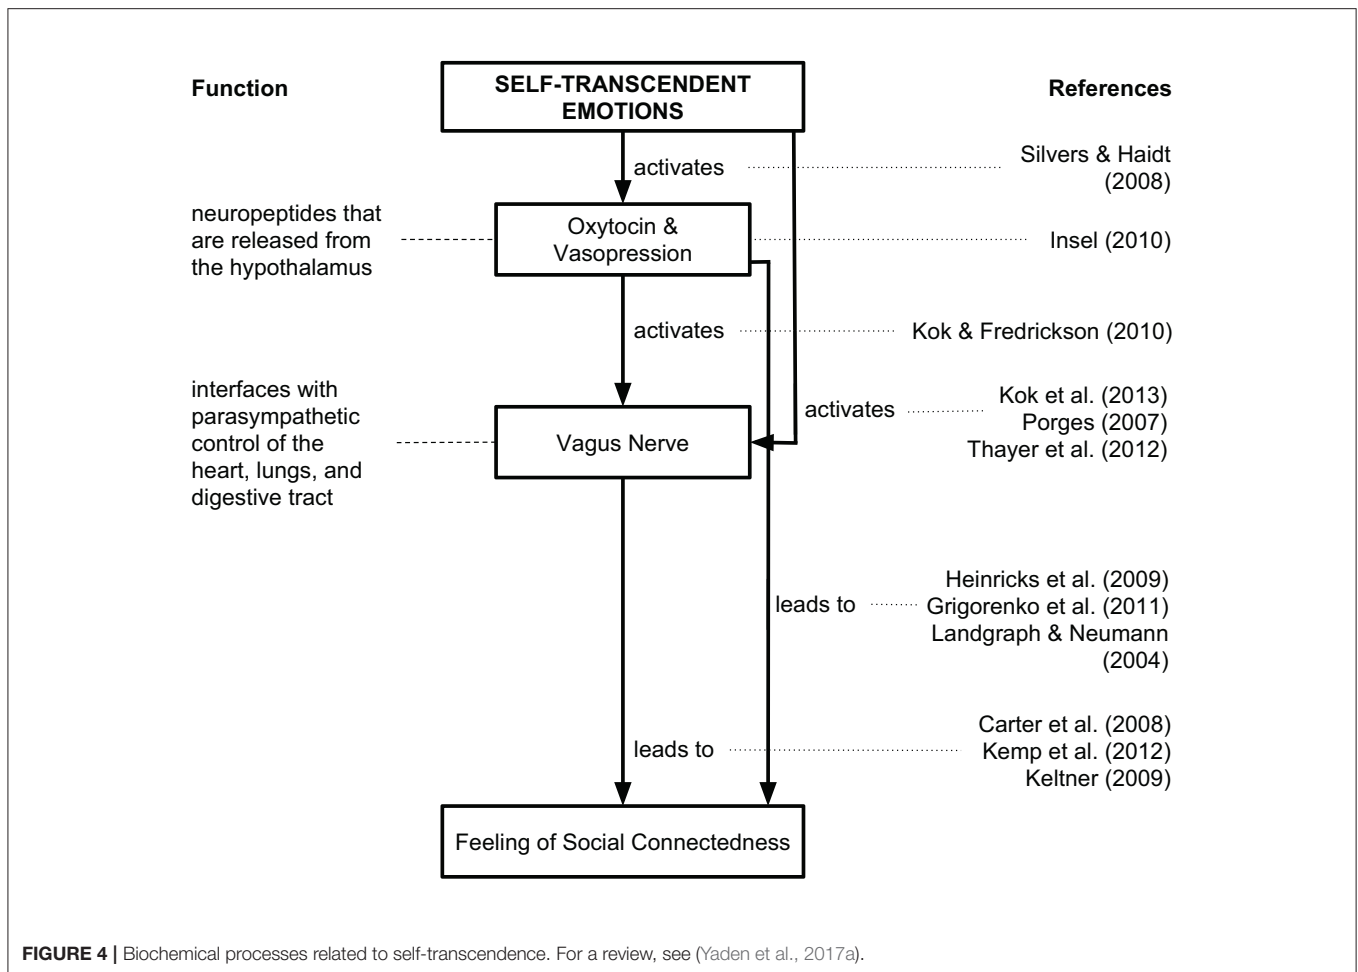 Function
SELF-TRANSCENDENT
EMOTIONS
References
activates
Silvers & Haidt
(2008)
neuropeptides that
are released from
the hypothalamus
Oxytocin &
Vasopression
Insel (2010)
activates
Kok & Fredrickson (2010)
interfaces with
parasympathetic
control of the
heart, lungs, and
digestive tract
Vagus Nerve
activates
Kok et al. (2013)
Porges (2007)
Thayer et al. (2012)
leads to
Heinricks et al. (2009)
Grigorenko et al. (2011)
Landgraph & Neumann
(2004)
leads to
Carter et al. (2008)
Kemp et al. (2012)
Keltner (2009)
Feeling of Social Connectedness
FIGURE 4 | Biochemical processes related to self-transcendence. For a review, see (Yaden et al., 2017a).